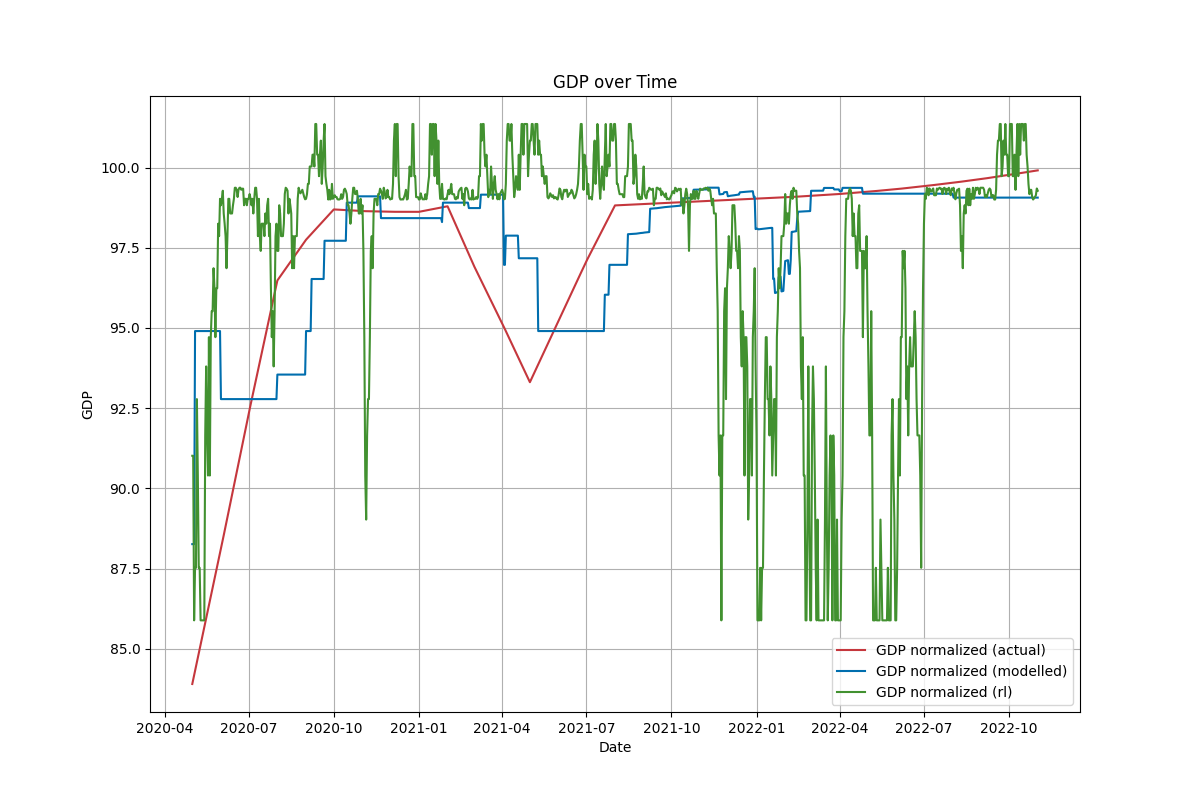 GDP over Time
GDP
100.0
97.5
95.0
92.5
90.0
87.5
85.0
GDP normalized (actual)
GDP normalized (modelled)
GDP normalized (rl)
2020-04 2020-07 2020-10 2021-01 2021-04 2021-07 2021-10 2022-01 2022-04 2022-07 2022-10
Date